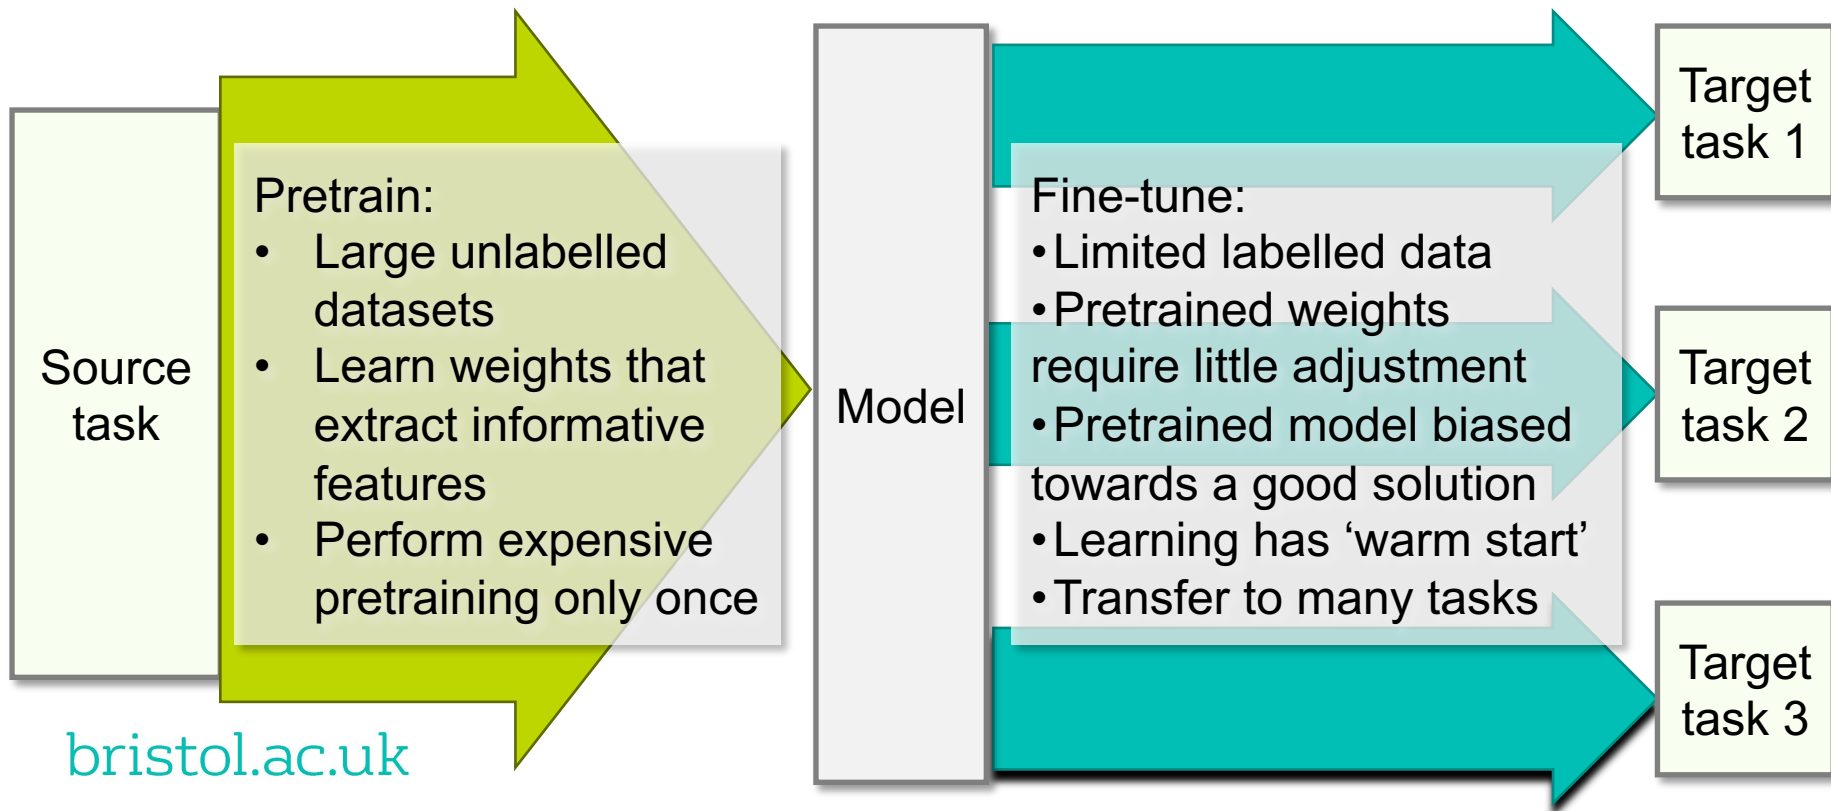 Source
task
Pretrain:
• Large unlabelled
datasets
• Learn weights that
extract informative
features
• Perform expensive
pretraining only once
Model
Fine-tune:
•Limited labelled data
•Pretrained weights
require little adjustment
•Pretrained model biased
towards a good solution
•Learning has ‘warm start’
•Transfer to many tasks
Target
task 1
Target
task 2
Target
task 3
bristol.ac.uk